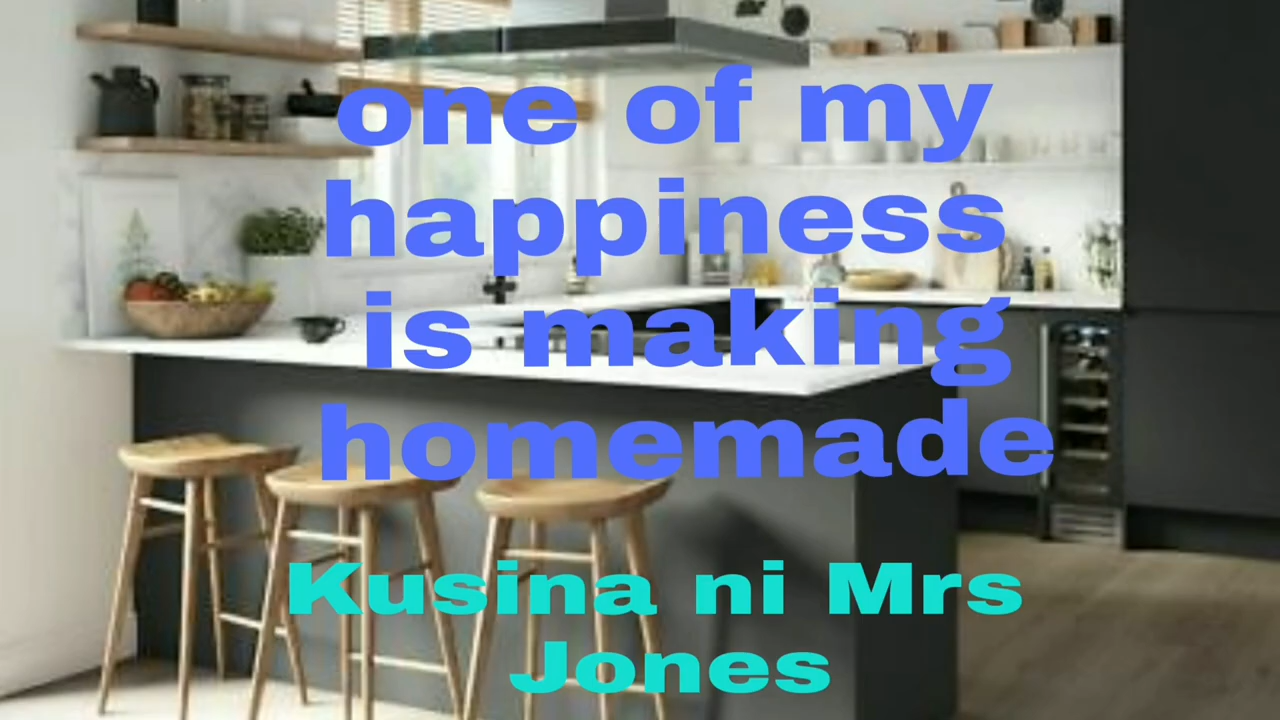 one of my
happiness
is making
homemade
Kusina ni Mrs
Jones